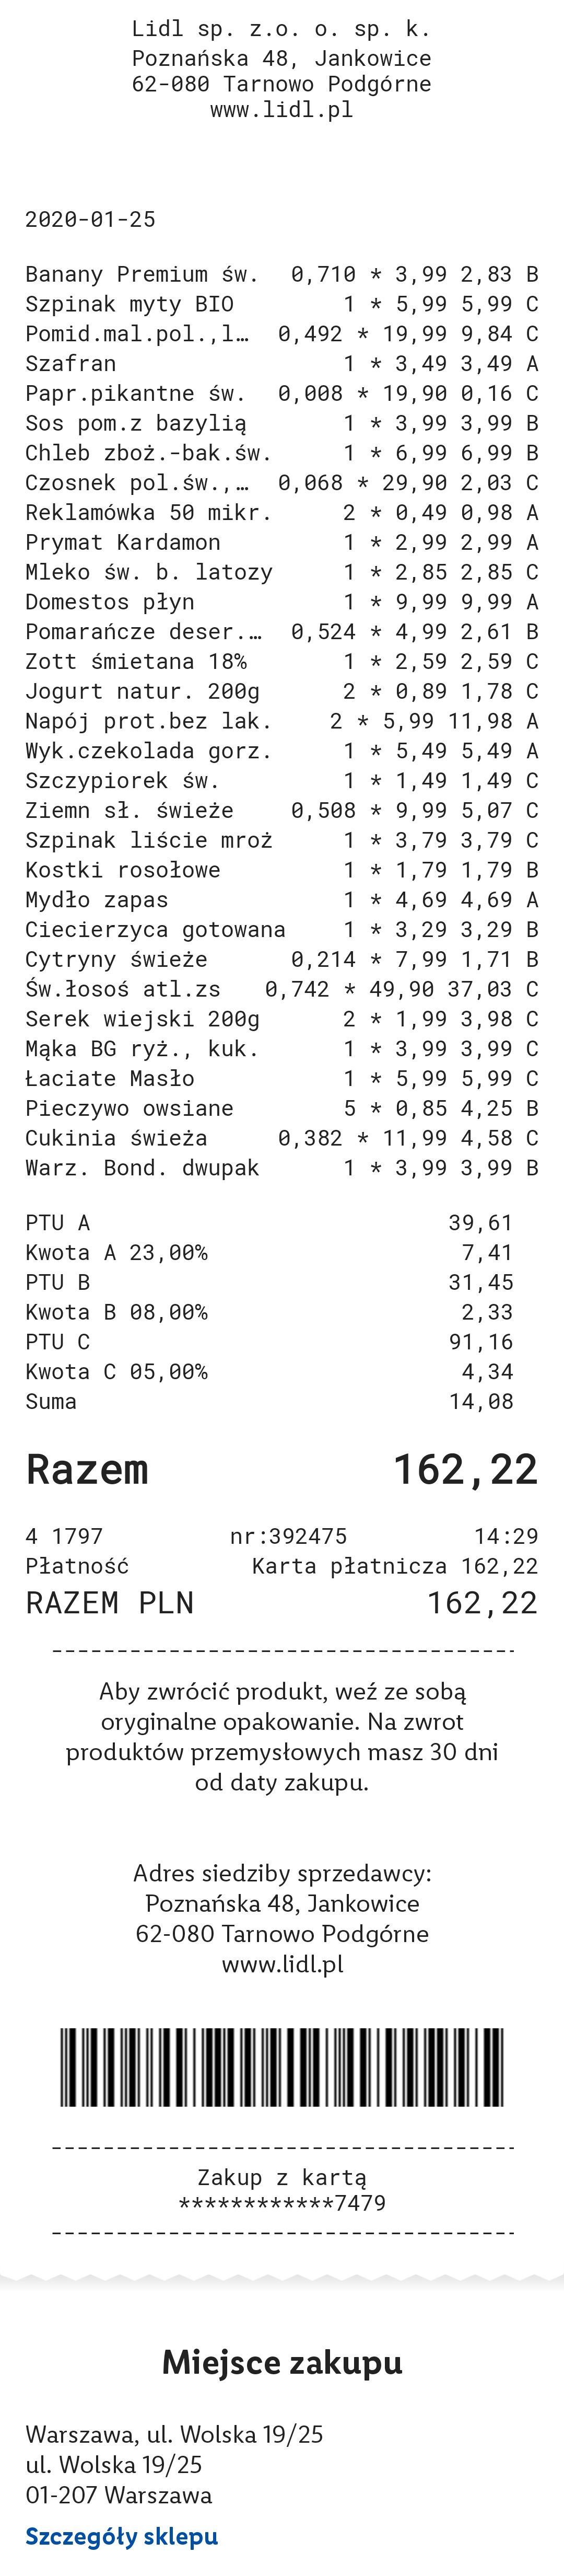 Lidl sp. z.o. o. sp. k.
Poznańska 48, Jankowice
62-080 Tarnowo Podgórne
www.lidl.pl
2020-01-25
Banany Premium św. 0,710 * 3,99 2,83 B
Szpinak myty BIO 1 * 5,99 5,99 C
Pomid.mal.pol.,l… 0,492 * 19,99 9,84 C
Szafran 1 * 3,49 3,49 A
Papr.pikantne św. 0,008 * 19,90 0,16 C
Sos pom.z bazylią 1 * 3,99 3,99 B
Chleb zboż.-bak.św. 1 * 6,99 6,99 B
Czosnek pol.św.,… 0,068 * 29,90 2,03 C
Reklamówka 50 mikr. 2 * 0,49 0,98 A
Prymat Kardamon 1 * 2,99 2,99 A
Mleko św. b. latozy 1 * 2,85 2,85 C
Domestos płyn 1 * 9,99 9,99 A
Pomarańcze deser.… 0,524 * 4,99 2,61 B
Zott śmietana 18% 1 * 2,59 2,59 C
Jogurt natur. 200g 2 * 0,89 1,78 C
Napój prot.bez lak. 2 * 5,99 11,98 A
Wyk.czekolada gorz. 1 * 5,49 5,49 A
Szczypiorek św. 1 * 1,49 1,49 C
Ziemn sł. świeże 0,508 * 9,99 5,07 C
Szpinak liście mroż 1 * 3,79 3,79 C
Kostki rosołowe 1 * 1,79 1,79 B
Mydło zapas 1 * 4,69 4,69 A
Ciecierzyca gotowana 1 * 3,29 3,29 B
Cytryny świeże 0,214 * 7,99 1,71 B
Św.łosoś atl.zs 0,742 * 49,90 37,03 C
Serek wiejski 200g 2 * 1,99 3,98 C
Mąka BG ryż., kuk. 1 * 3,99 3,99 C
Łaciate Masło 1 * 5,99 5,99 C
Pieczywo owsiane 5 * 0,85 4,25 B
Cukinia świeża 0,382 * 11,99 4,58 C
Warz. Bond. dwupak 1 * 3,99 3,99 B
PTU A 39,61
Kwota A 23,00% 7,41
PTU B 31,45
Kwota B 08,00% 2,33
PTU C 91,16
Kwota C 05,00% 4,34
Suma 14,08
Razem 162,22
4 1797 nr:392475 14:29
Płatność Karta płatnicza 162,22
RAZEM PLN 162,22
Aby zwrócić produkt, weź ze sobą
oryginalne opakowanie. Na zwrot
produktów przemysłowych masz 30 dni
od daty zakupu.
Adres siedziby sprzedawcy:
Poznańska 48, Jankowice
62-080 Tarnowo Podgórne
www.lidl.pl
Zakup z kartą
************7479
Miejsce zakupu
Warszawa, ul. Wolska 19/25
ul. Wolska 19/25
01-207 Warszawa
Szczegóły sklepu